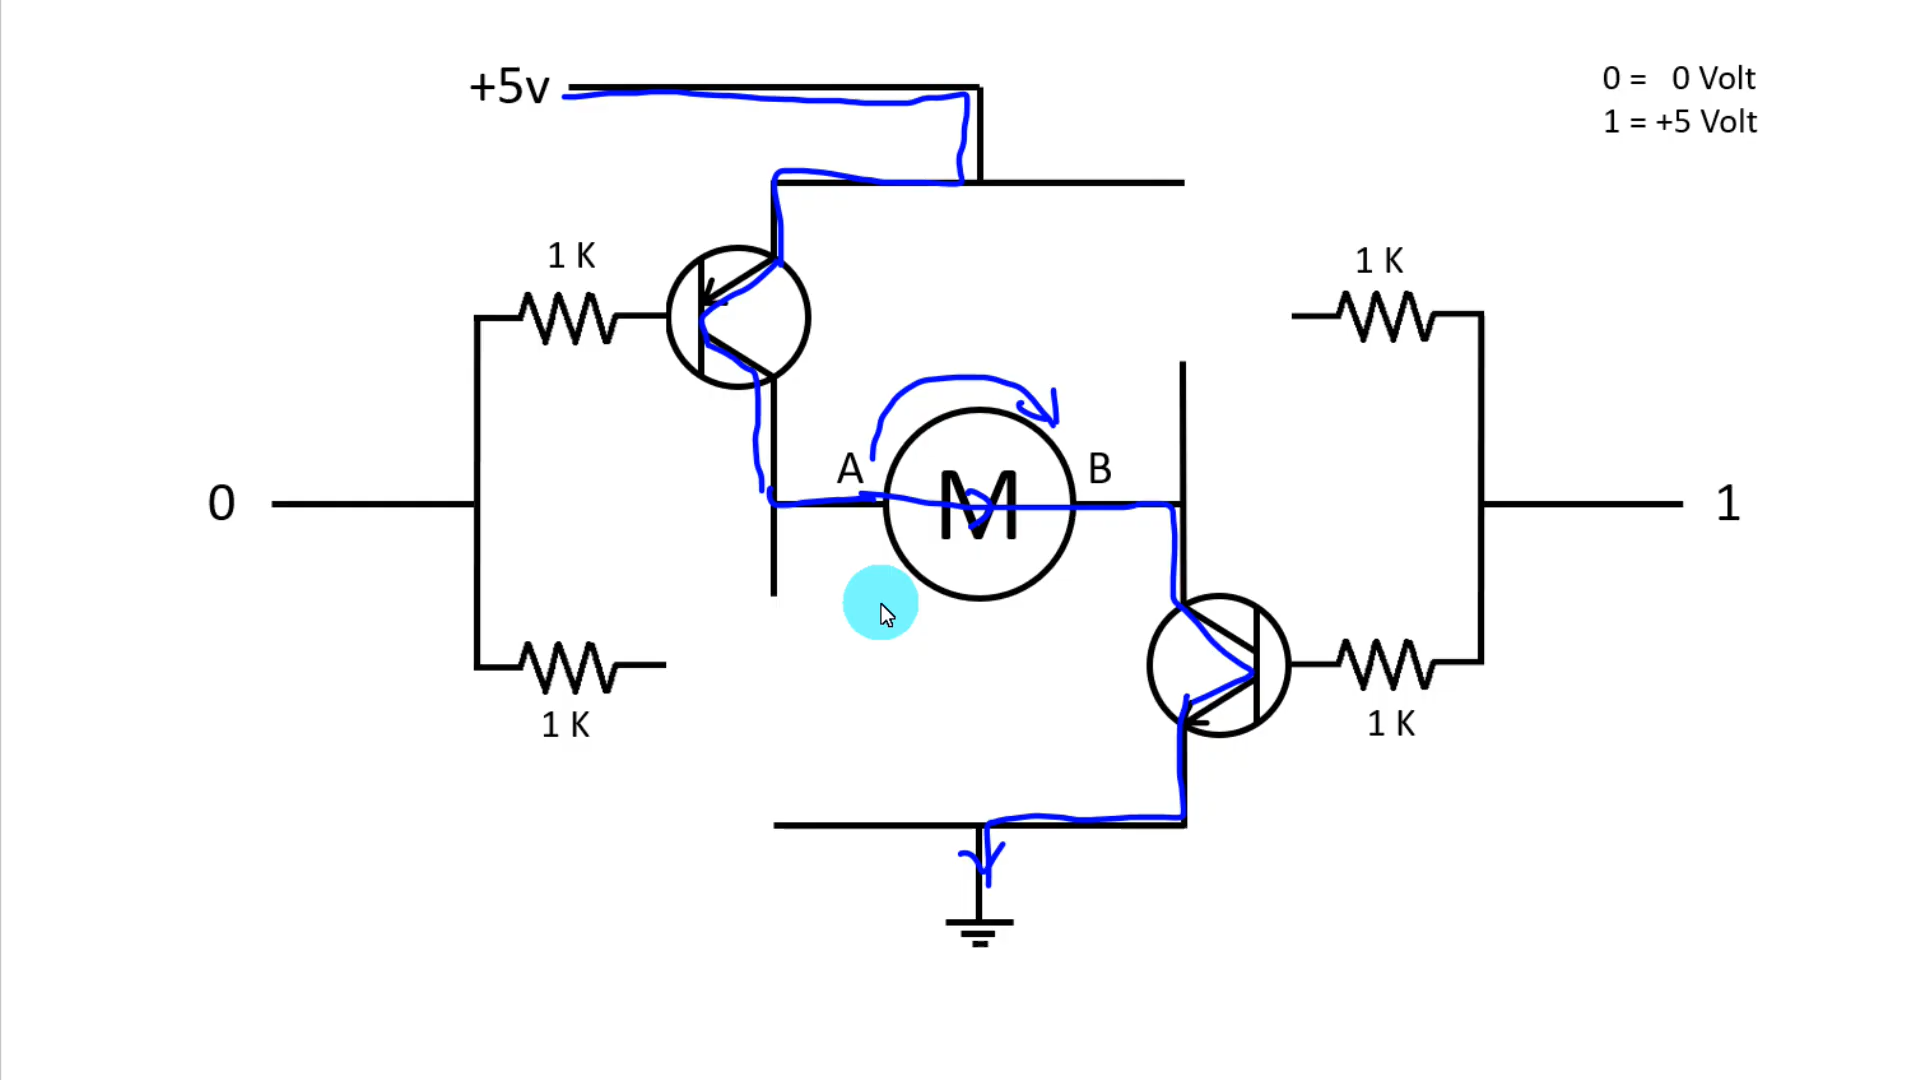 +5v
0 = 0 Volt
1 = +5 Volt
1 K
1 K
A
B
M
0
1
1 K
1 K